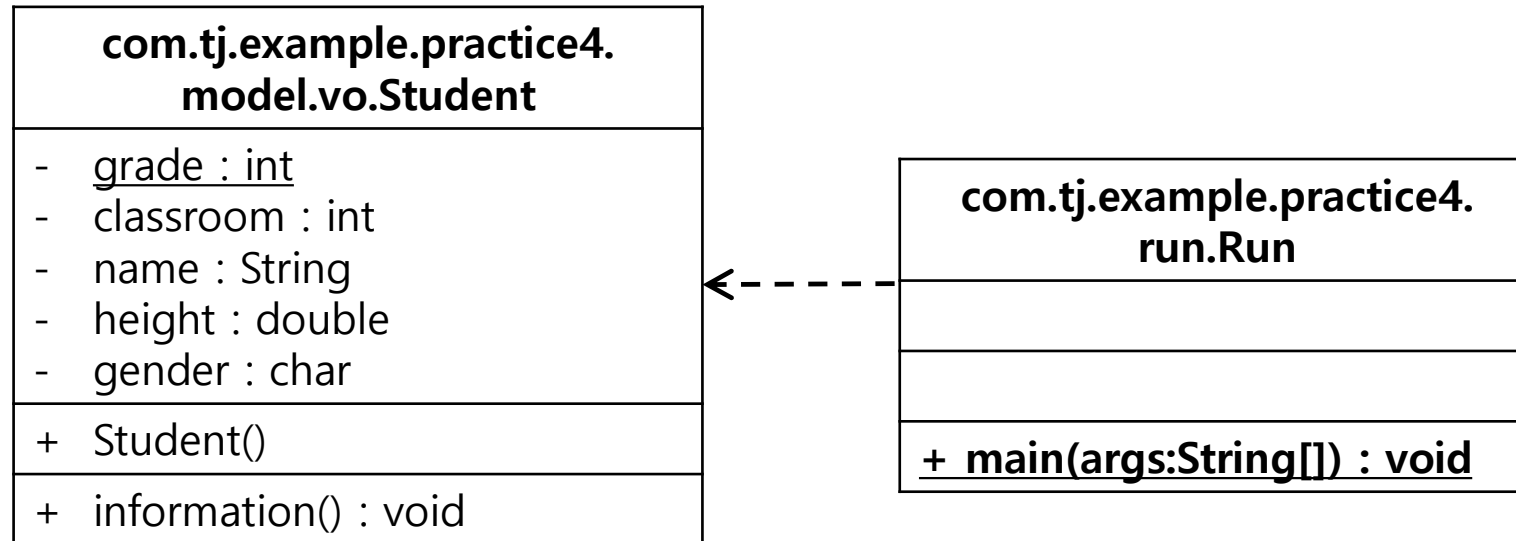 com.tj.example.practice4.
model.vo.Student
- grade : int
- classroom : int
- name : String
- height : double
- gender : char
+ Student()
+ information() : void
com.tj.example.practice4.
run.Run
+ main(args:String[]) : void